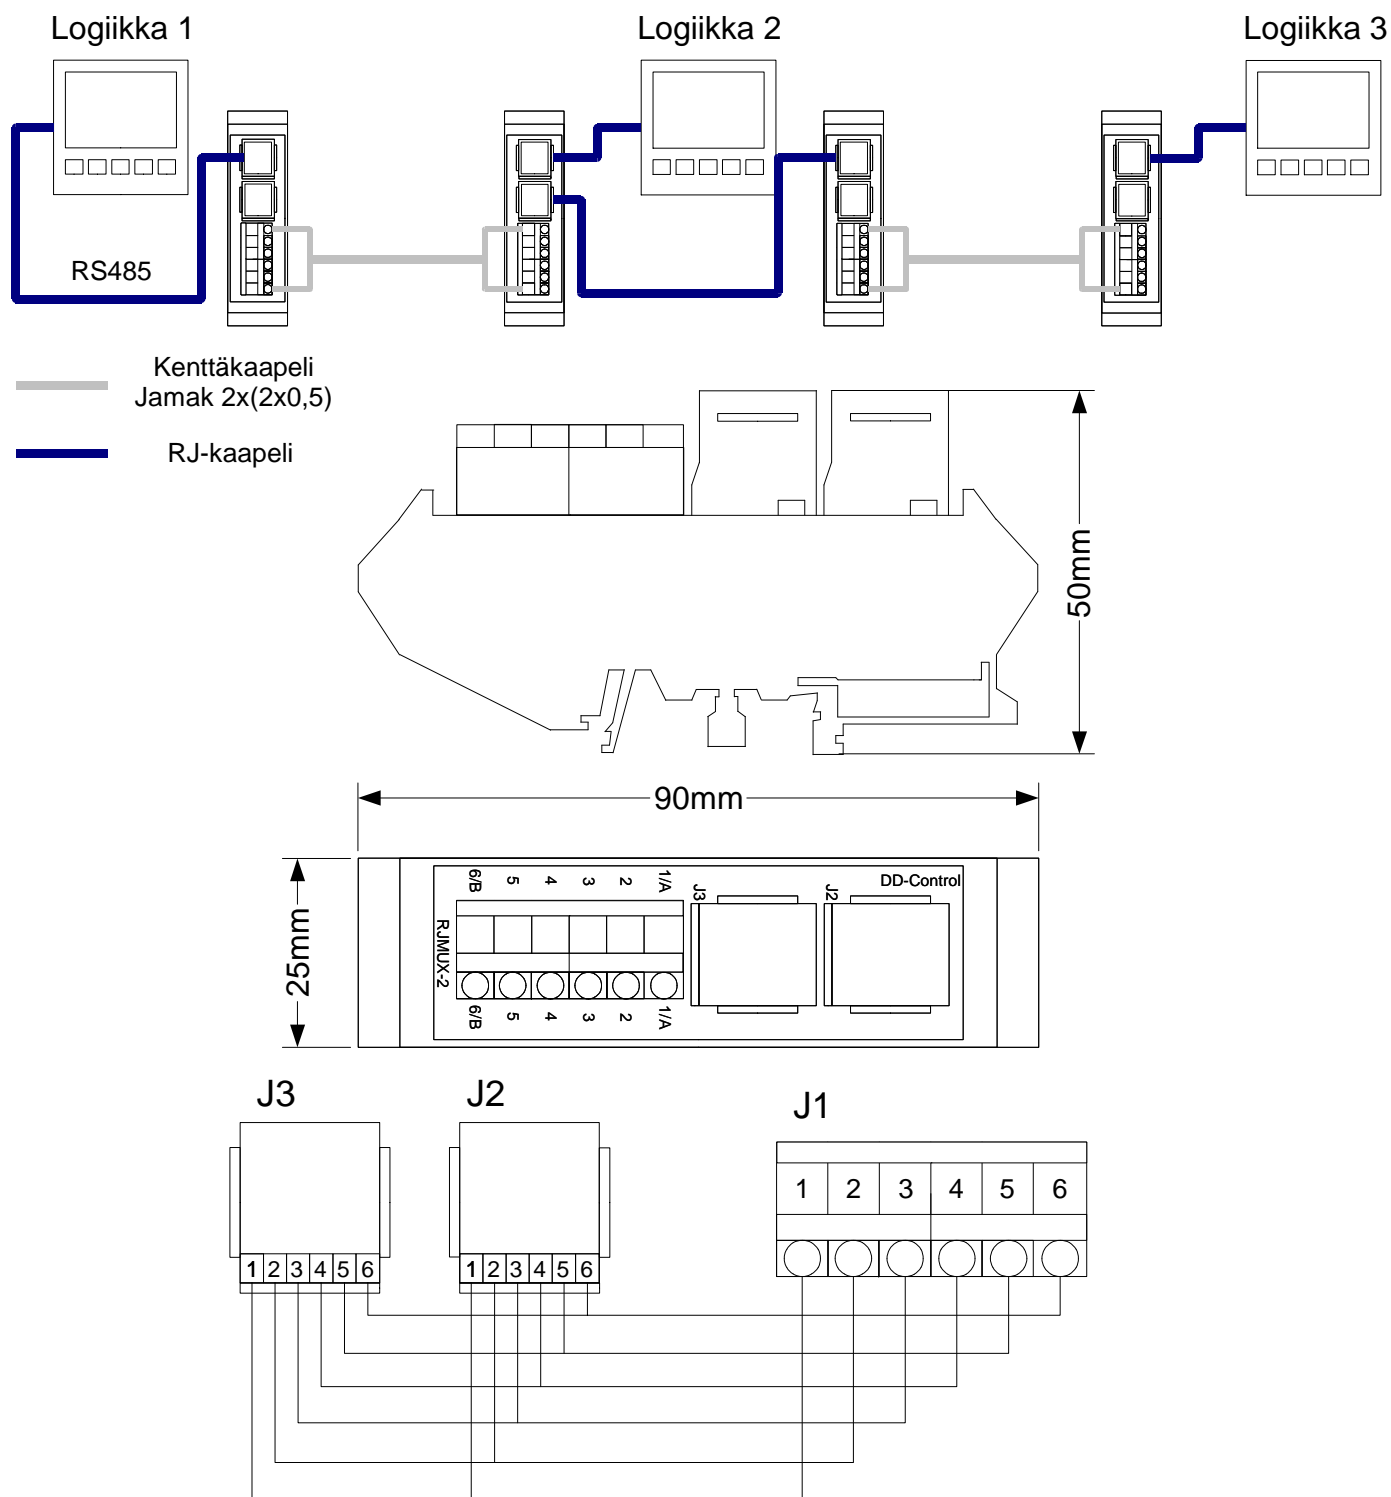 Logiikka 1
Logiikka 2
Logiikka 3
RS485
Kenttäkaapeli
Jamak 2x(2x0,5)
RJ-kaapeli
50mm
90mm
25mm
6/B 5 4 3 2 1/A
J3
J2
DD-Control
RJMUX-2
6/B 5 4 3 2 1/A
J3
J2
J1
1 2 3 4 5 6
1 2 3 4 5 6
1 2 3 4 5 6